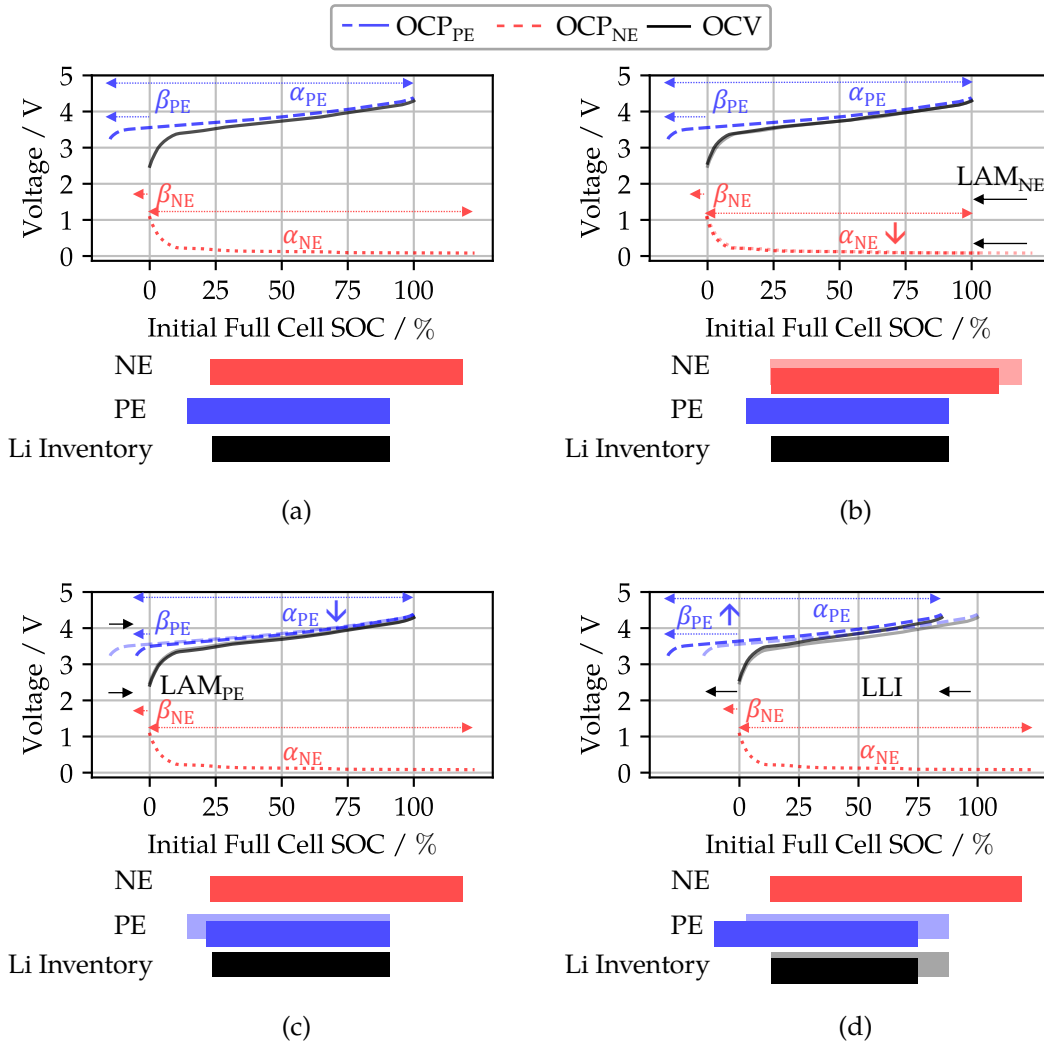 OCP_PE OCP_NE OCV
5
4
3
2
1
0
Voltage / V
α_PE
β_PE
β_NE
α_NE
0 25 50 75 100
Initial Full Cell SOC / %
NE
PE
Li Inventory
(a)
5
4
3
2
1
0
Voltage / V
α_PE
β_PE
LAM_NE
β_NE
α_NE
0 25 50 75 100
Initial Full Cell SOC / %
NE
PE
Li Inventory
(b)
5
4
3
2
1
0
Voltage / V
α_PE
β_PE
LAM_PE
β_NE
α_NE
0 25 50 75 100
Initial Full Cell SOC / %
NE
PE
Li Inventory
(c)
5
4
3
2
1
0
Voltage / V
β_PE α_PE
LLI
β_NE
α_NE
0 25 50 75 100
Initial Full Cell SOC / %
NE
PE
Li Inventory
(d)